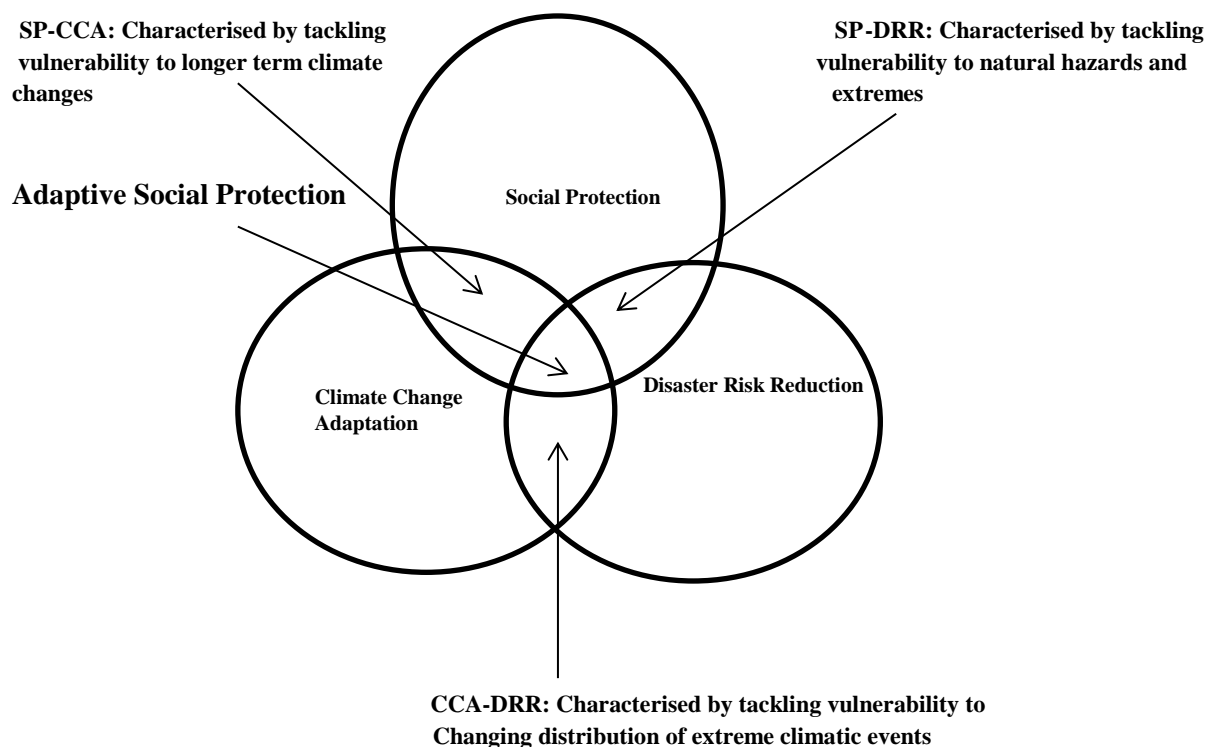 SP-CCA: Characterised by tackling
vulnerability to longer term climate
changes
SP-DRR: Characterised by tackling
vulnerability to natural hazards and
extremes
Adaptive Social Protection
Social Protection
Climate Change
Adaptation
Disaster Risk Reduction
CCA-DRR: Characterised by tackling vulnerability to
Changing distribution of extreme climatic events